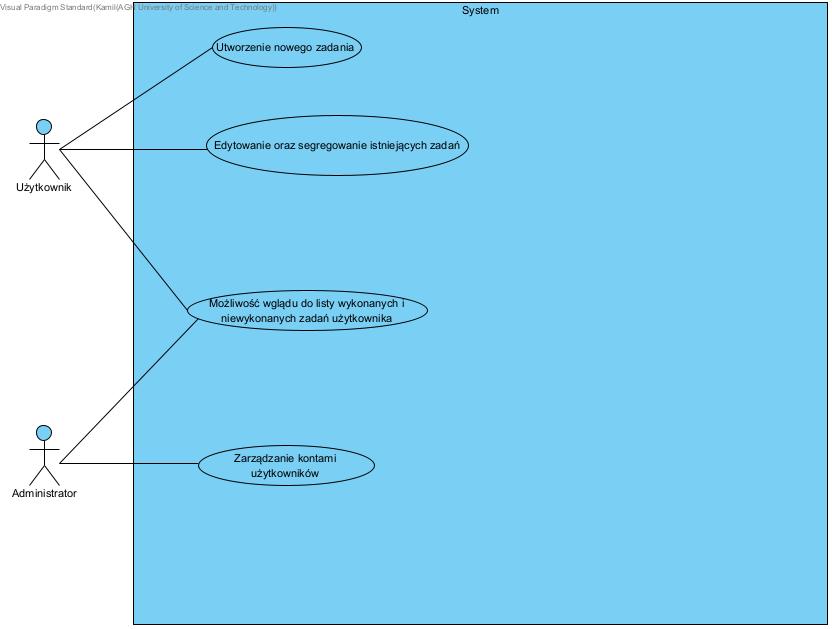 Visual Paradigm Standard(Kamil(AGH University of Science and Technology))
System
Utworzenie nowego zadania
Edytowanie oraz segregowanie istniejących zadań
Użytkownik
Możliwość wglądu do listy wykonanych i
niewykonanych zadań użytkownika
Zarządzanie kontami
użytkowników
Administrator